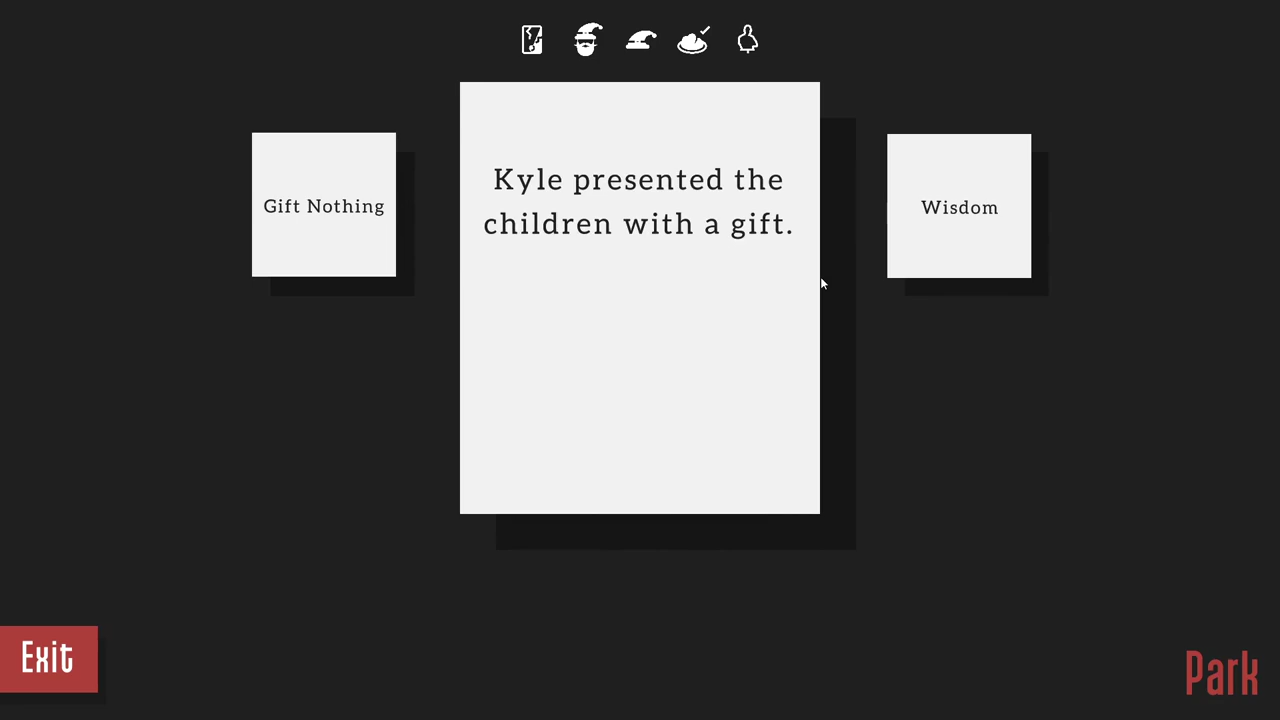 Kyle presented the
children with a gift.
Gift Nothing
Wisdom
Exit
Park